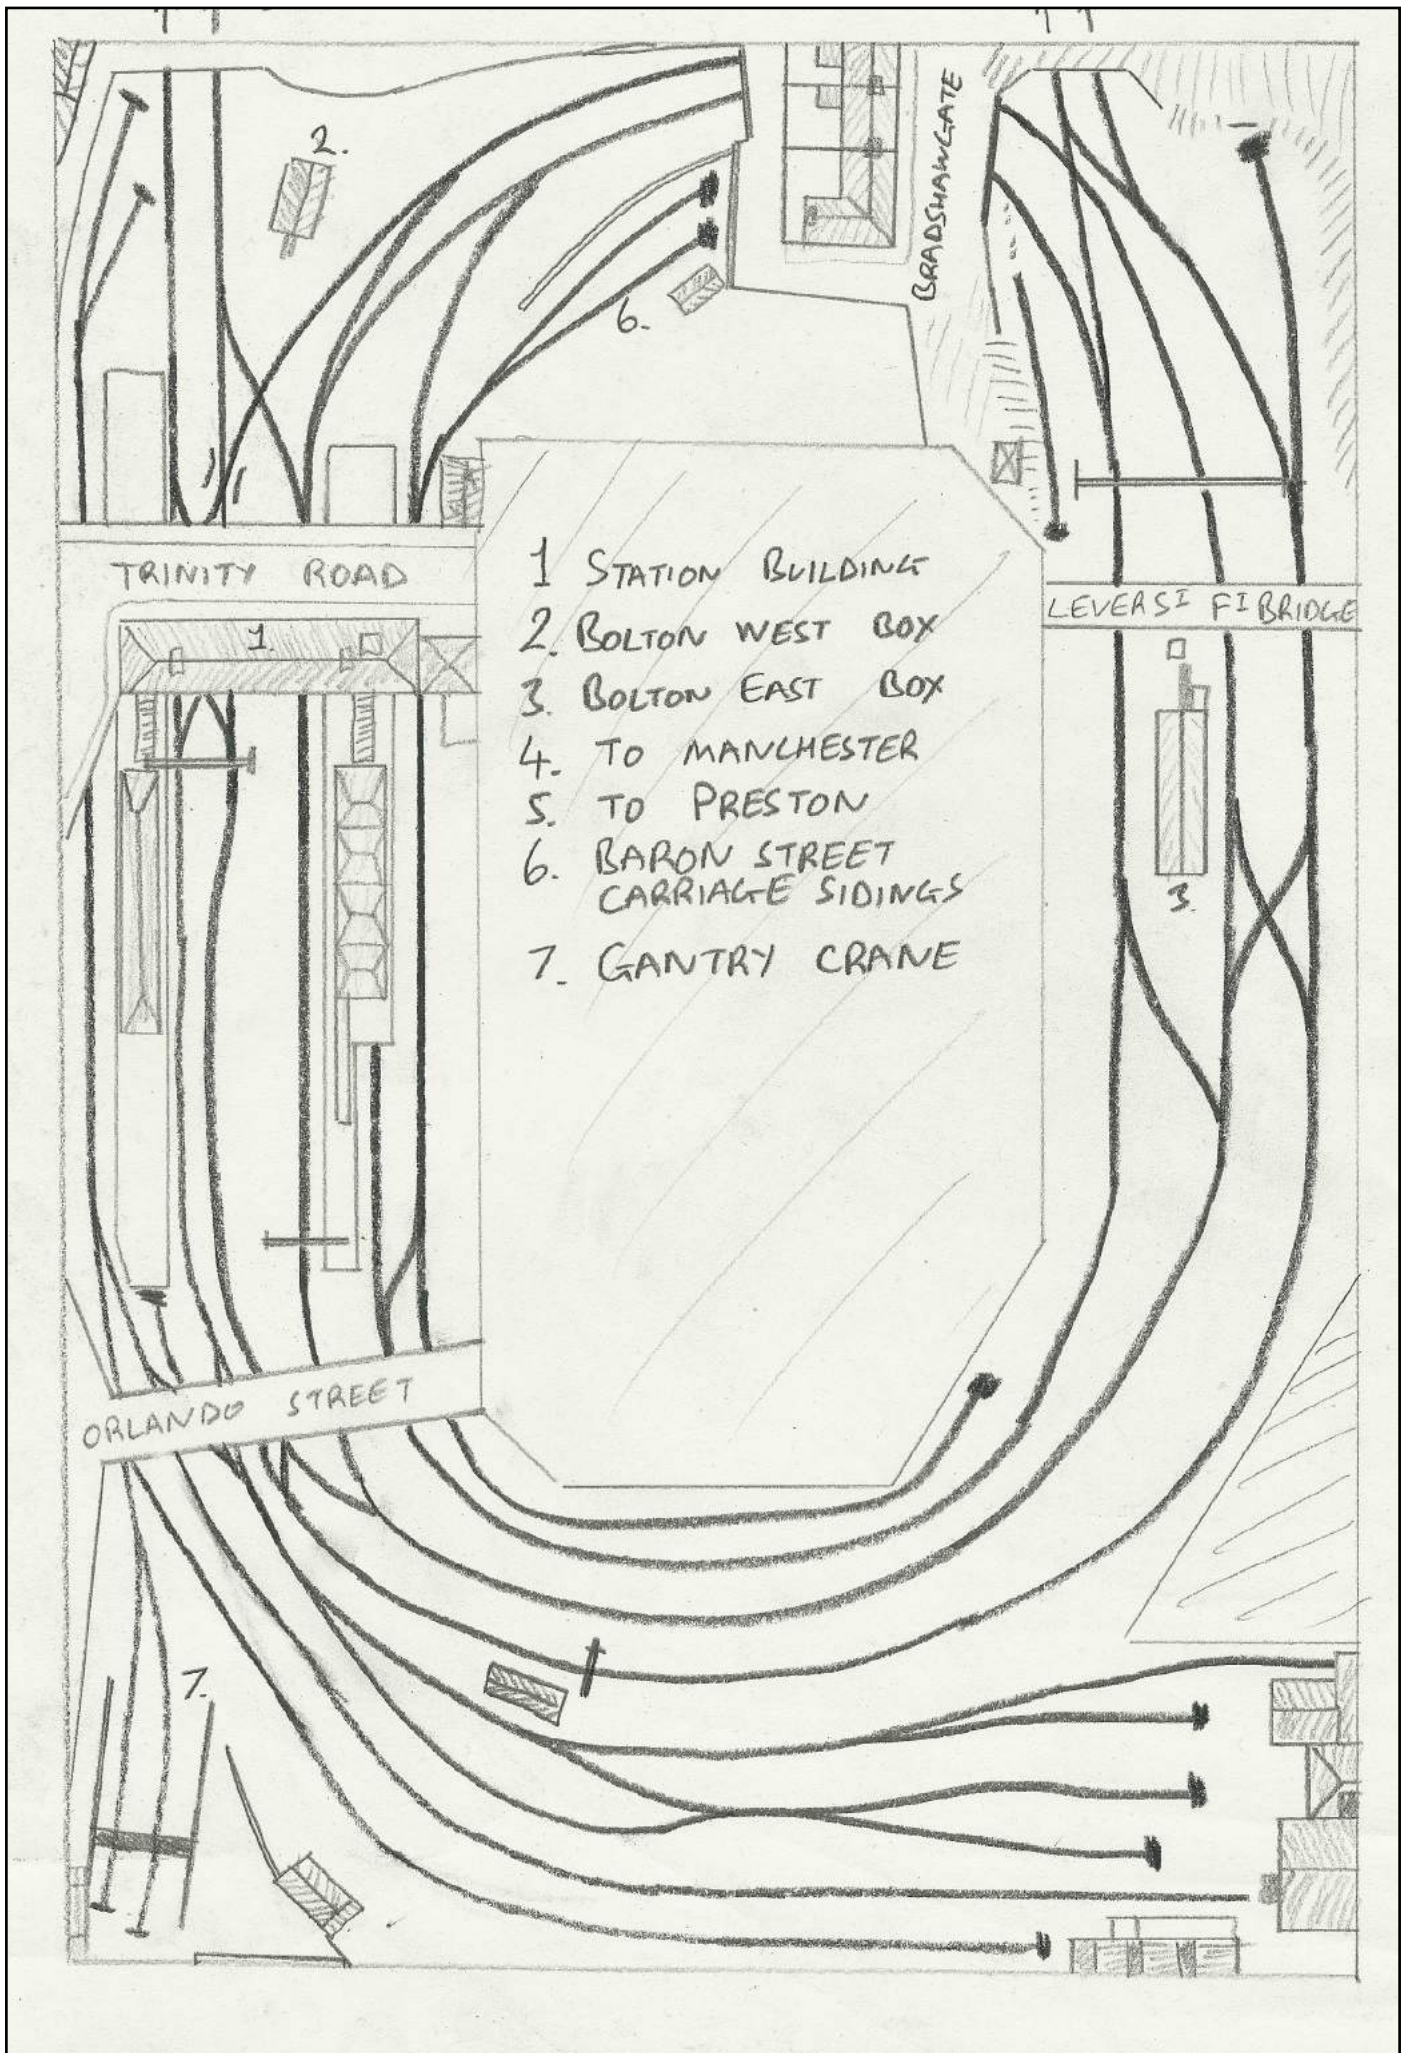 2.
BRADSHAWGATE
6.
TRINITY ROAD
1.
1 STATION BUILDING
2. BOLTON WEST BOX
3. BOLTON EAST BOX
4. TO MANCHESTER
5. TO PRESTON
6. BARON STREET
CARRIAGE SIDINGS
7. GANTRY CRANE
LEVERS
BRIDGE
3.
ORLANDO STREET
7.